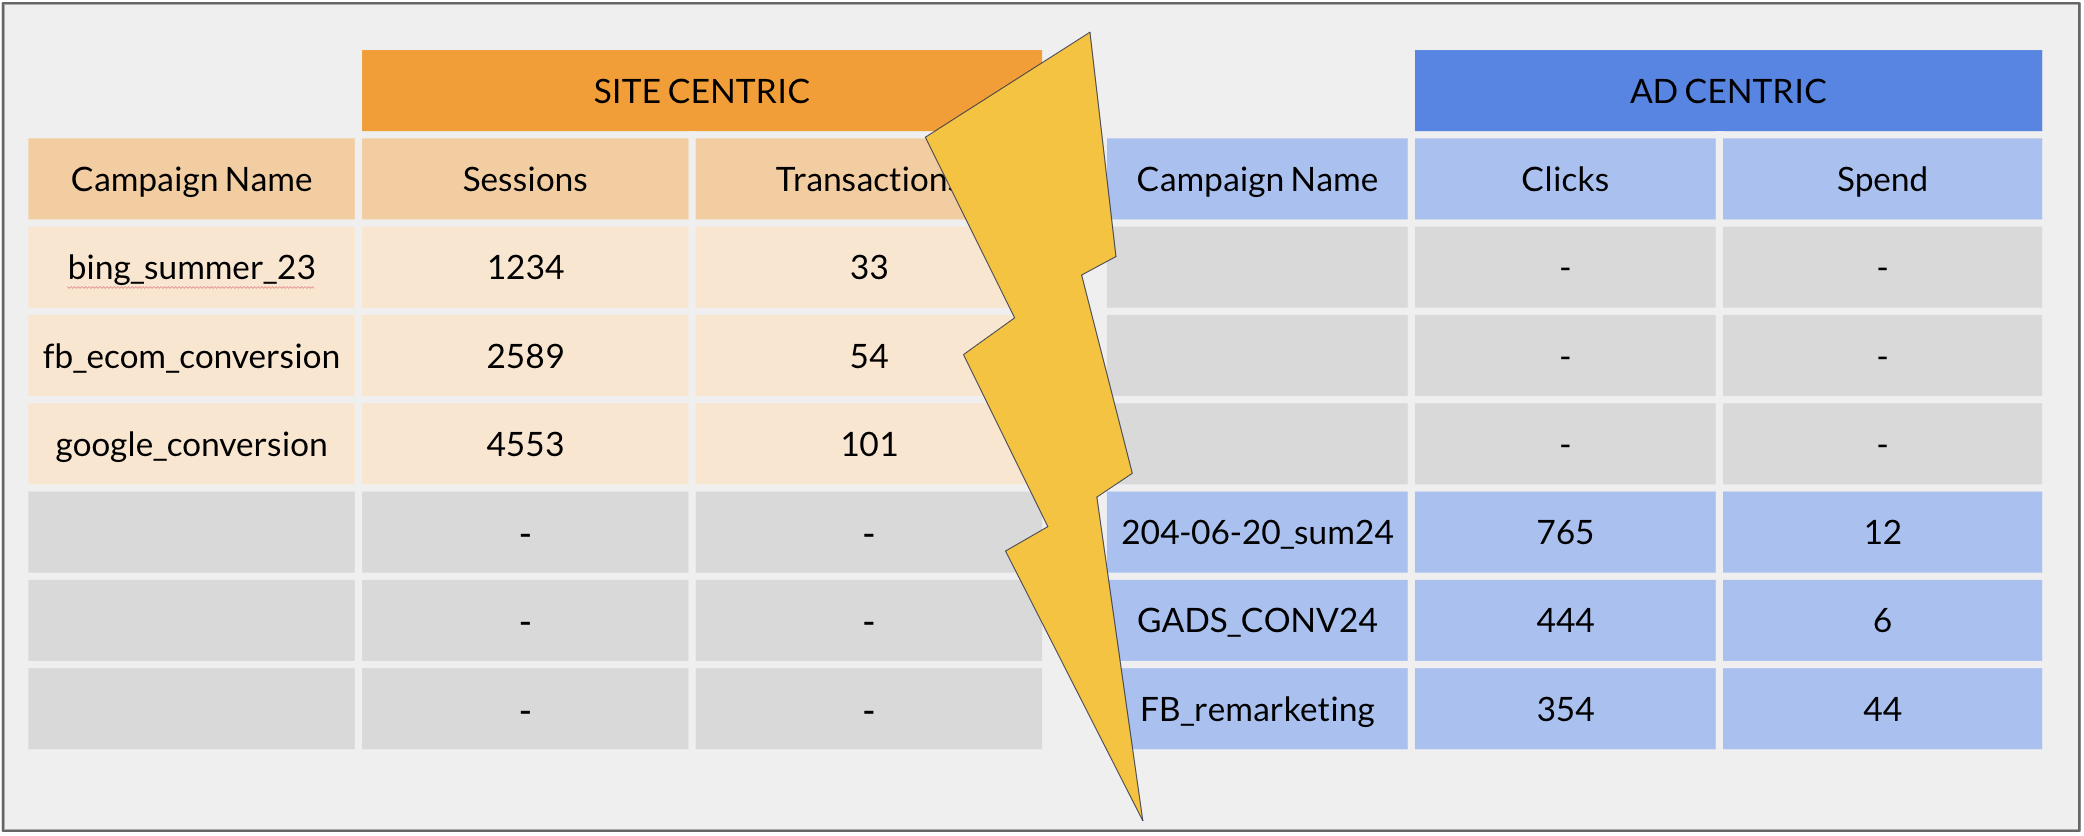 SITE CENTRIC AD CENTRIC
Campaign Name Sessions Transaction Campaign Name Clicks Spend
bing_summer_23 1234 33 - -
fb_ecom_conversion 2589 54 - -
google_conversion 4553 101 - -
- - 204-06-20_sum24 765 12
- - GADS_CONV24 444 6
- - FB_remarketing 354 44